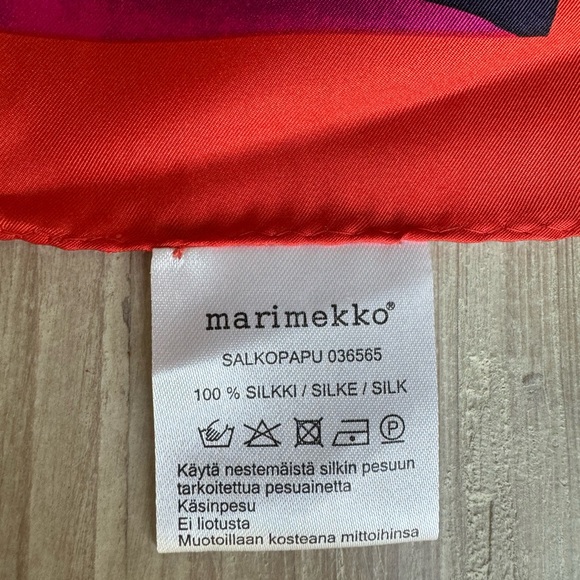 marimekko®
SALKOPAPU 036565
100 % SILKKI / SILKE / SILK
P
Käytä nestemäistä silkin pesuun
tarkoitettua pesuainetta
Käsinpesu
Ei liotusta
Muotoillaan kosteana mittoihinsa